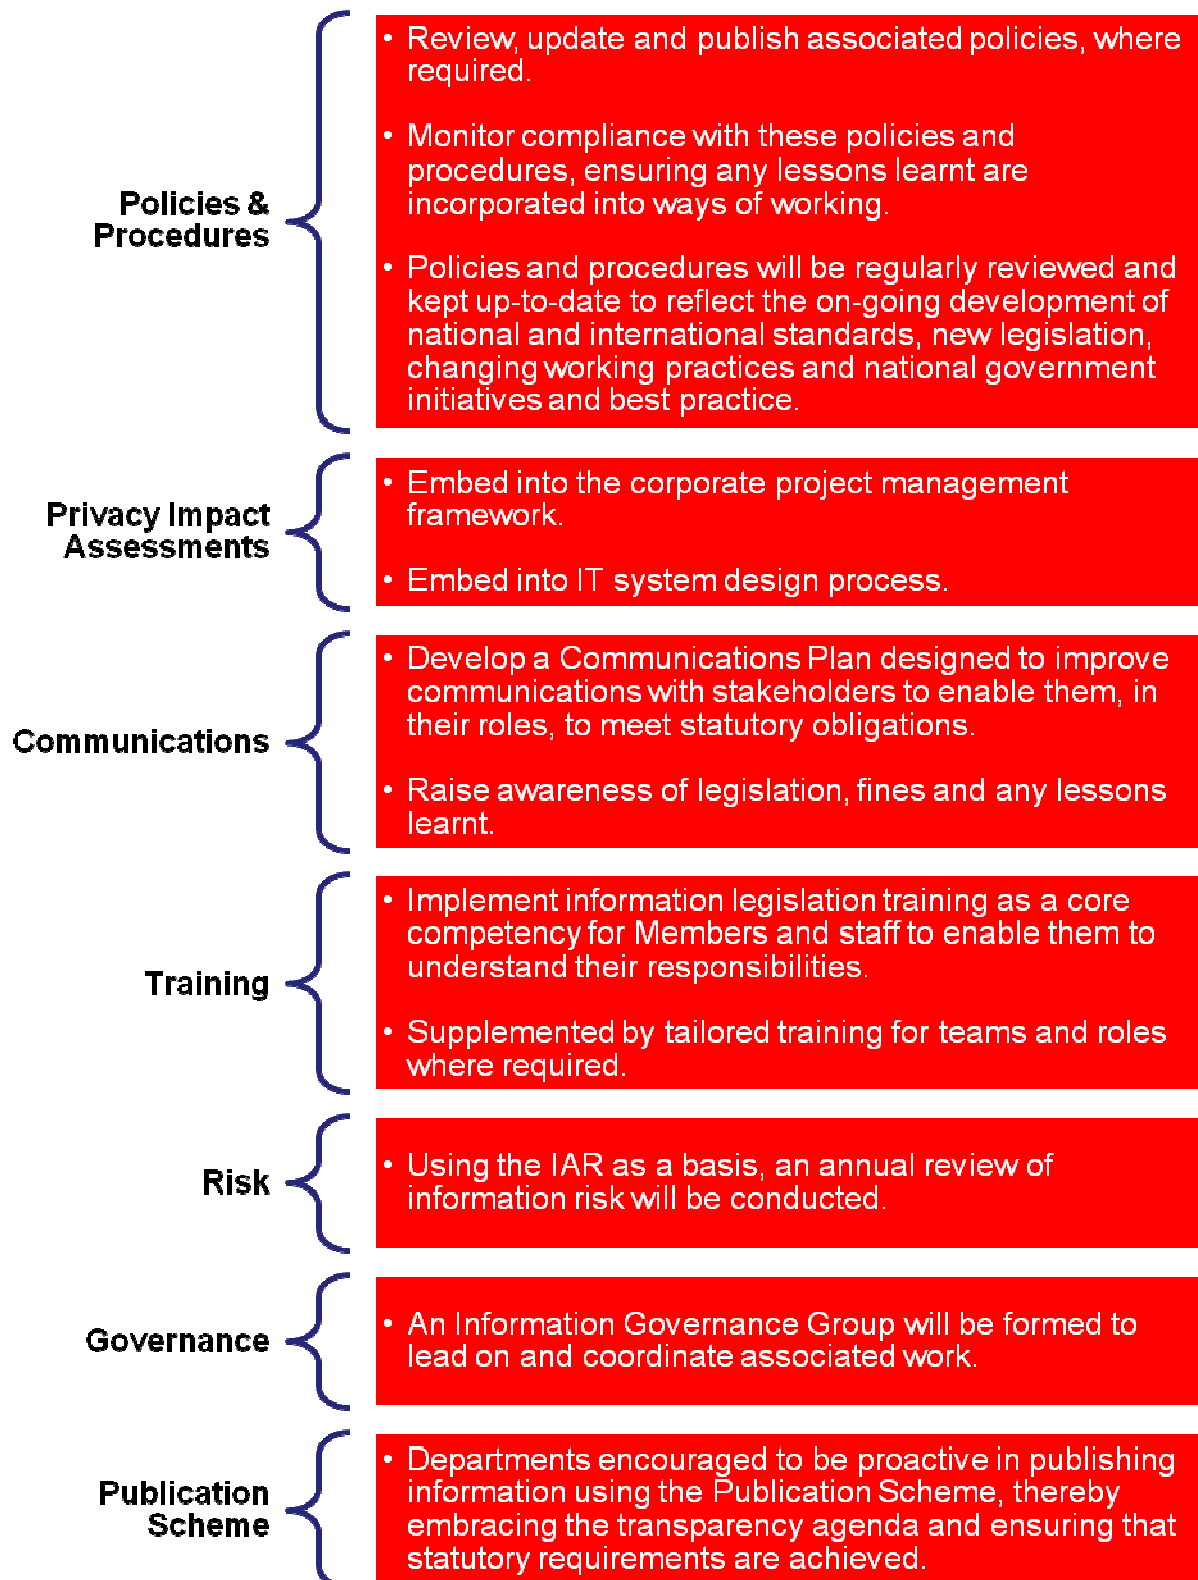 Policies &
Procedures
• Review, update and publish associated policies, where
required.
• Monitor compliance with these policies and
procedures, ensuring any lessons learnt are
incorporated into ways of working.
• Policies and procedures will be regularly reviewed and
kept up-to-date to reflect the on-going development of
national and international standards, new legislation,
changing working practices and national government
initiatives and best practice.
Privacy Impact
Assessments
• Embed into the corporate project management
framework.
• Embed into IT system design process.
Communications
• Develop a Communications Plan designed to improve
communications with stakeholders to enable them, in
their roles, to meet statutory obligations.
• Raise awareness of legislation, fines and any lessons
learnt.
Training
• Implement information legislation training as a core
competency for Members and staff to enable them to
understand their responsibilities.
• Supplemented by tailored training for teams and roles
where required.
Risk
• Using the IAR as a basis, an annual review of
information risk will be conducted.
Governance
• An Information Governance Group will be formed to
lead on and coordinate associated work.
Publication
Scheme
• Departments encouraged to be proactive in publishing
information using the Publication Scheme, thereby
embracing the transparency agenda and ensuring that
statutory requirements are achieved.